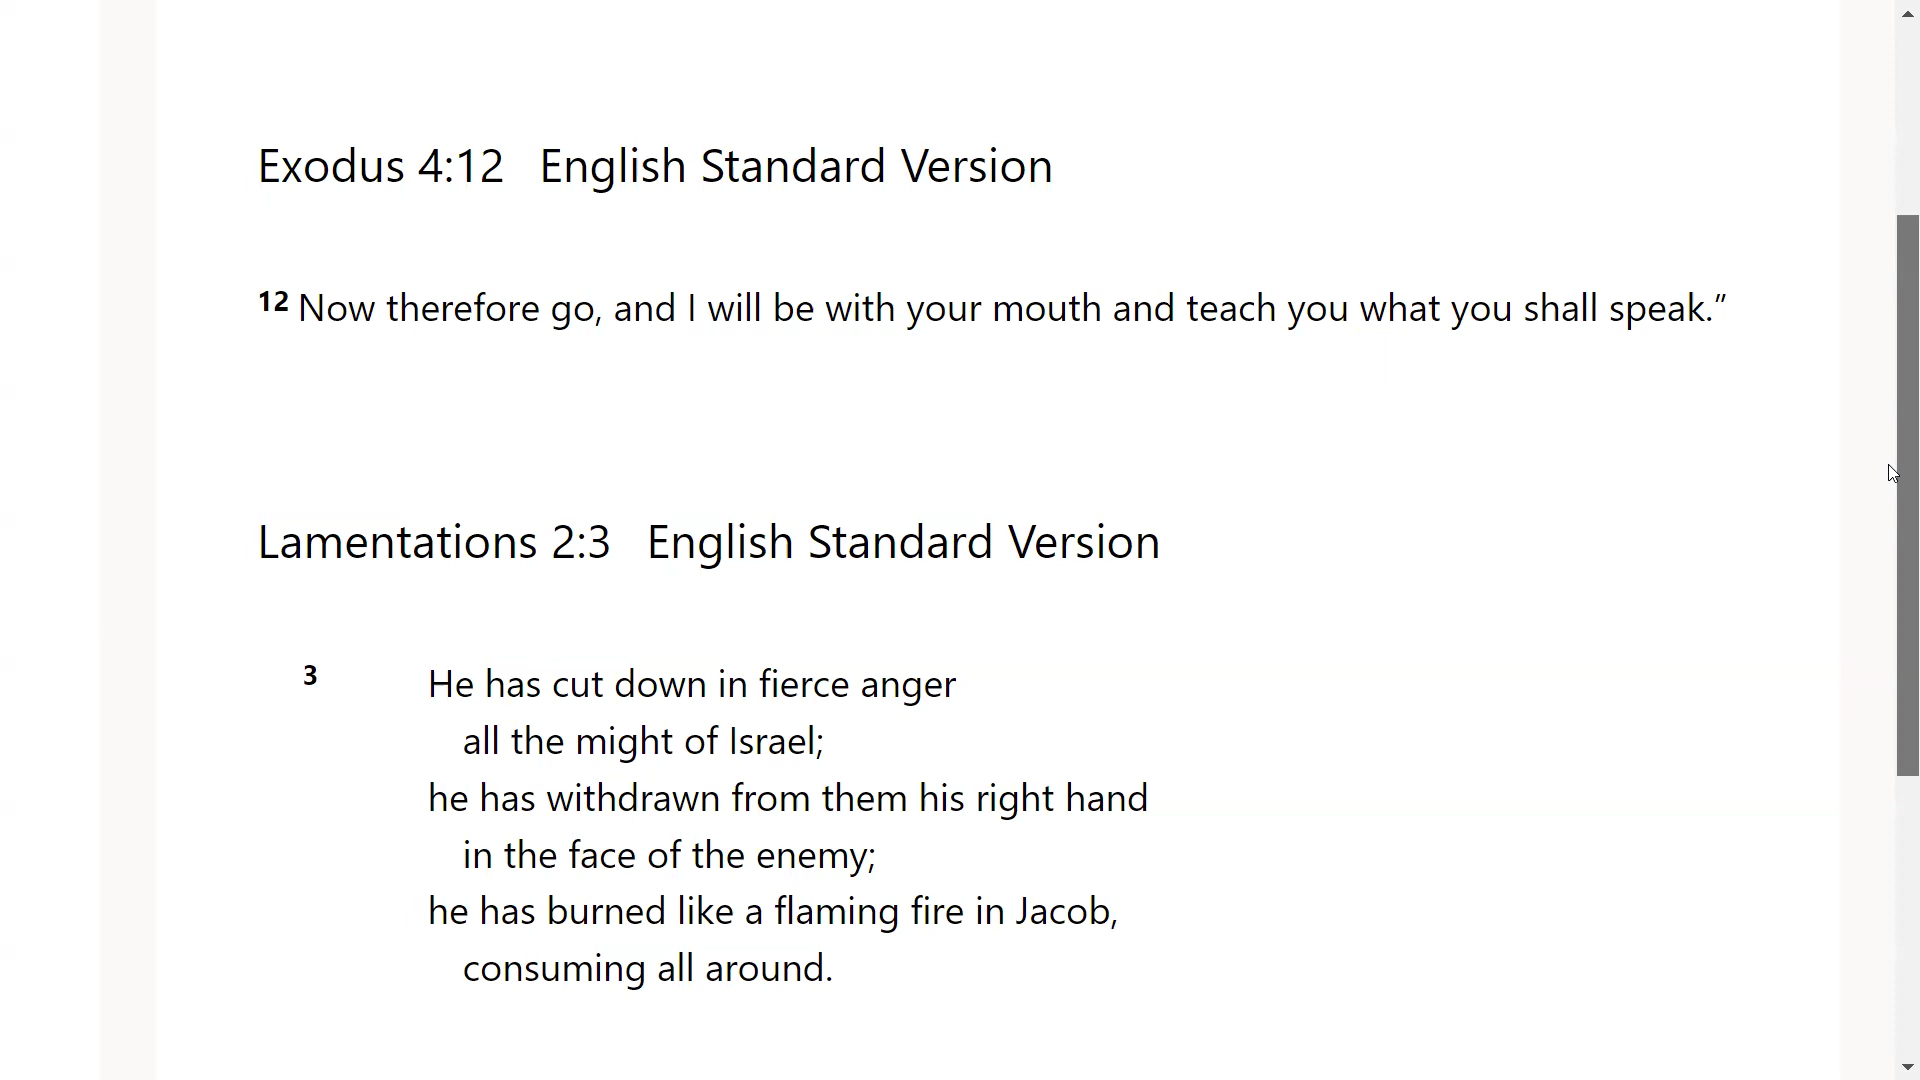 Exodus 4:12 English Standard Version
12 Now therefore go, and I will be with your mouth and teach you what you shall speak.”
Lamentations 2:3 English Standard Version
3 He has cut down in fierce anger
all the might of Israel;
he has withdrawn from them his right hand
in the face of the enemy;
he has burned like a flaming fire in Jacob,
consuming all around.